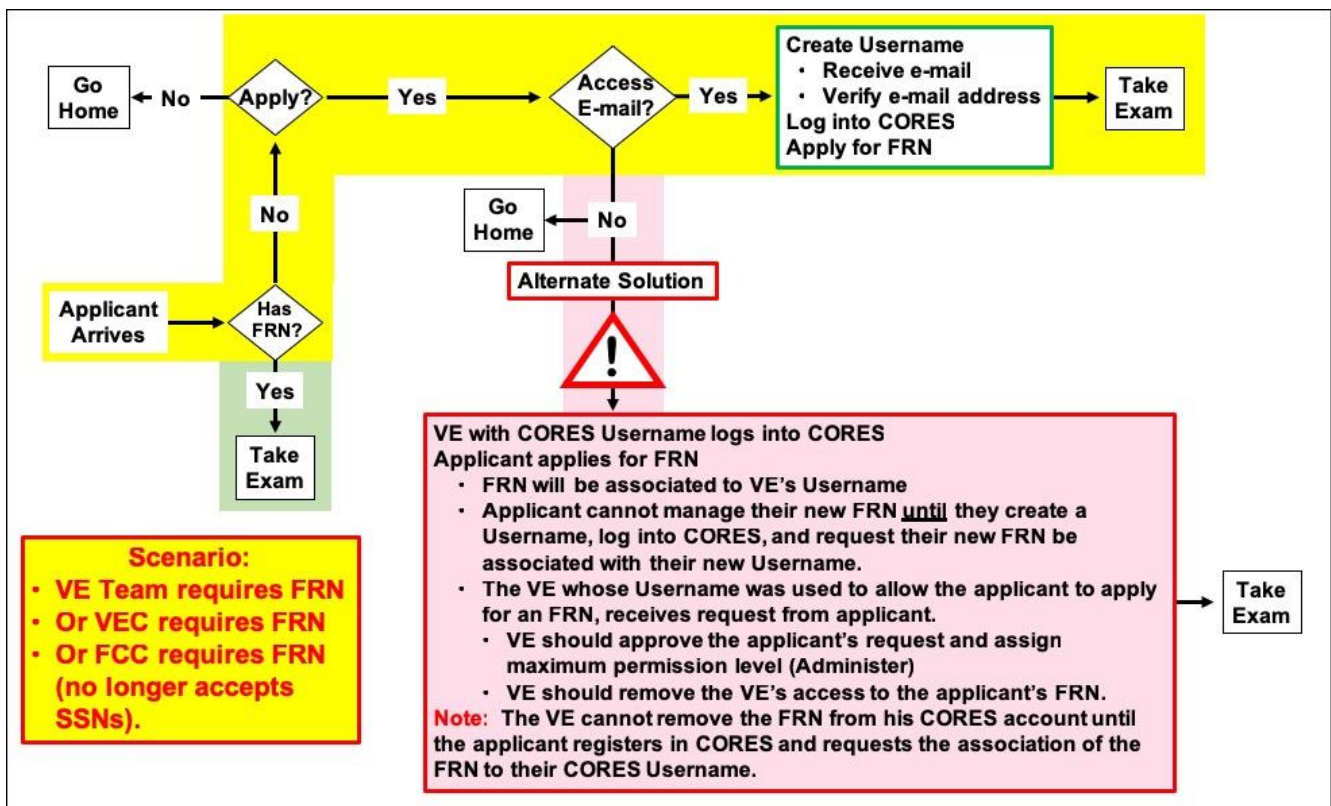 Go
Home
No
Apply?
Yes
Access
E-mail?
Yes
Create Username
• Receive e-mail
• Verify e-mail address
Log into CORES
Apply for FRN
Take
Exam
No
Go
Home
No
Alternate Solution
!
Applicant
Arrives
Has
FRN?
Yes
Take
Exam
VE with CORES Username logs into CORES
Applicant applies for FRN
• FRN will be associated to VE's Username
• Applicant cannot manage their new FRN until they create a
Username, log into CORES, and request their new FRN be
associated with their new Username.
• The VE whose Username was used to allow the applicant to apply
for an FRN, receives request from applicant.
• VE should approve the applicant's request and assign
maximum permission level (Administer)
• VE should remove the VE's access to the applicant's FRN.
Note: The VE cannot remove the FRN from his CORES account until
the applicant registers in CORES and requests the association of the
FRN to their CORES Username.
Take
Exam
Scenario:
• VE Team requires FRN
• Or VEC requires FRN
• Or FCC requires FRN
(no longer accepts
SSNs).